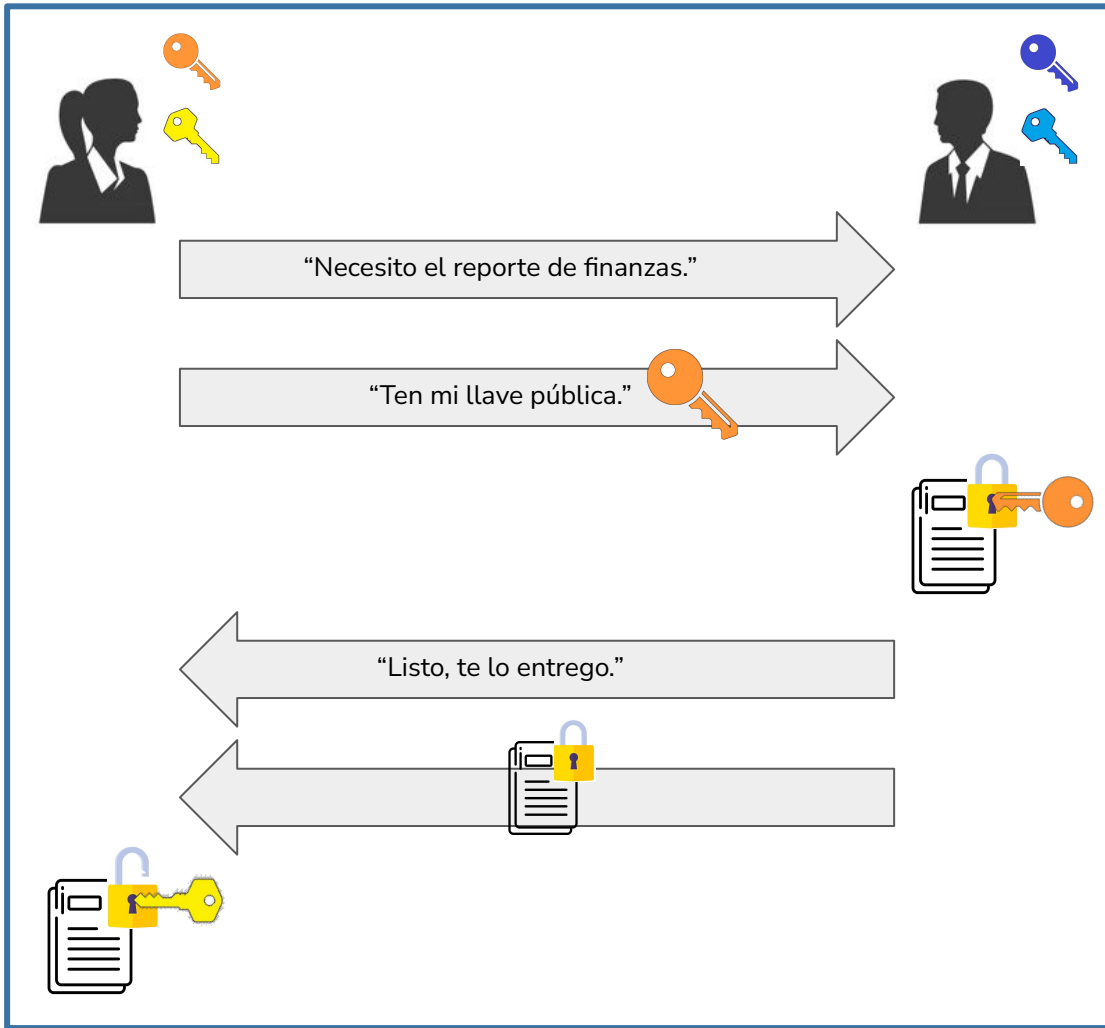 “Necesito el reporte de finanzas.”
“Ten mi llave pública.”
“Listo, te lo entrego.”